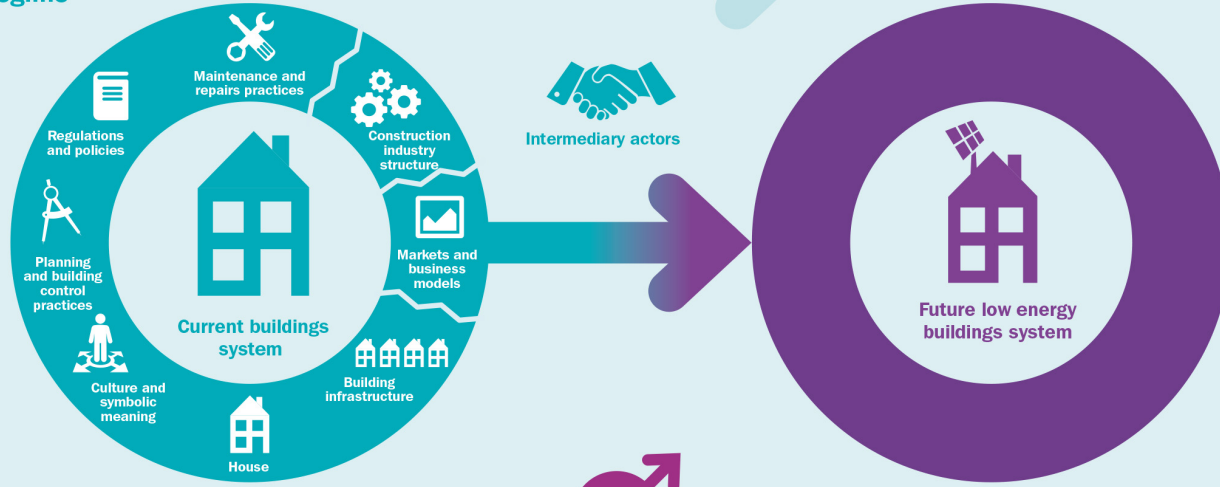 Maintenance and
repairs practices
Regulations
and policies
Construction
industry
structure
Intermediary actors
Planning
and building
control
practices
Markets and
business
models
Current buildings
system
Future low energy
buildings system
Culture and
symbolic
meaning
Building
infrastructure
House